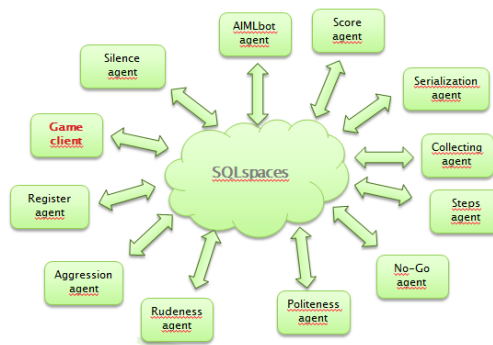 AIMLbot
agent
Score
agent
Silence
agent
Serialization
agent
Game
client
SQLspaces
Collecting
agent
Register
agent
Steps
agent
Aggression
agent
No-Go
agent
Rudeness
agent
Politeness
agent